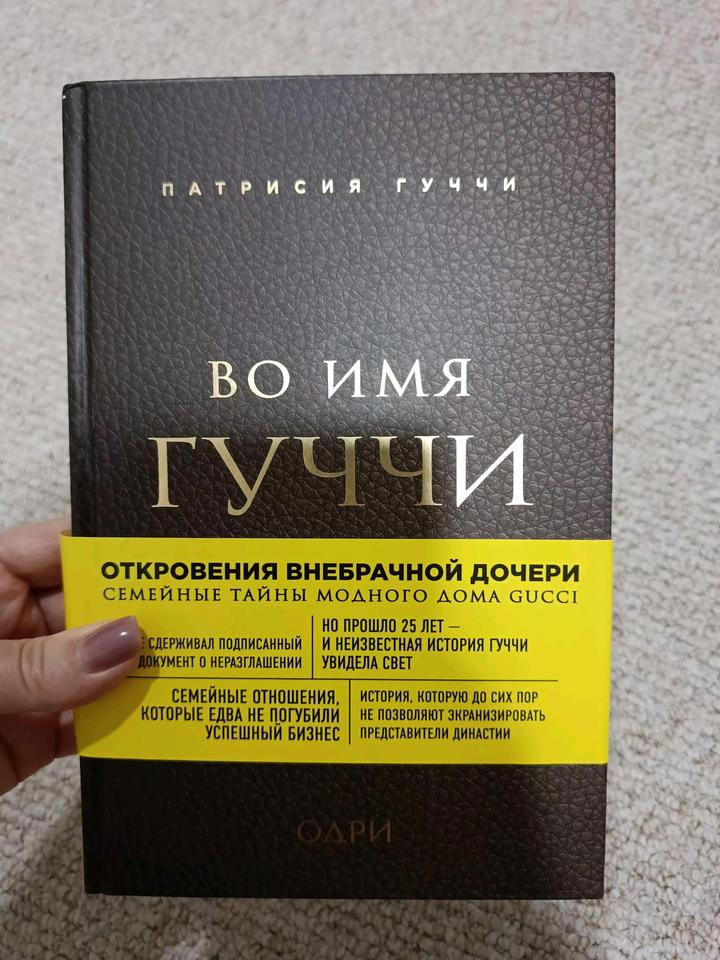 ПАТРИСИЯ ГУЧЧИ
ВО ИМЯ
ГУЧЧИ
ОТКРОВЕНИЯ ВНЕБРАЧНОЙ ДОЧЕРИ
СЕМЕЙНЫЕ ТАЙНЫ МОДНОГО ДОМА GUCCI
СДЕРЖИВАЛ ПОДПИСАННЫЙ
ДОКУМЕНТ О НЕРАЗГЛАШЕНИИ
НО ПРОШЛО 25 ЛЕТ —
И НЕИЗВЕСТНАЯ ИСТОРИЯ ГУЧЧИ
УВИДЕЛА СВЕТ
СЕМЕЙНЫЕ ОТНОШЕНИЯ,
КОТОРЫЕ ЕДВА НЕ ПОГУБИЛИ
УСПЕШНЫЙ БИЗНЕС
ИСТОРИЯ, КОТОРУЮ ДО СИХ ПОР
НЕ ПОЗВОЛЯЮТ ЭКРАНИЗИРОВАТЬ
ПРЕДСТАВИТЕЛИ ДИНАСТИИ
ОДРИ